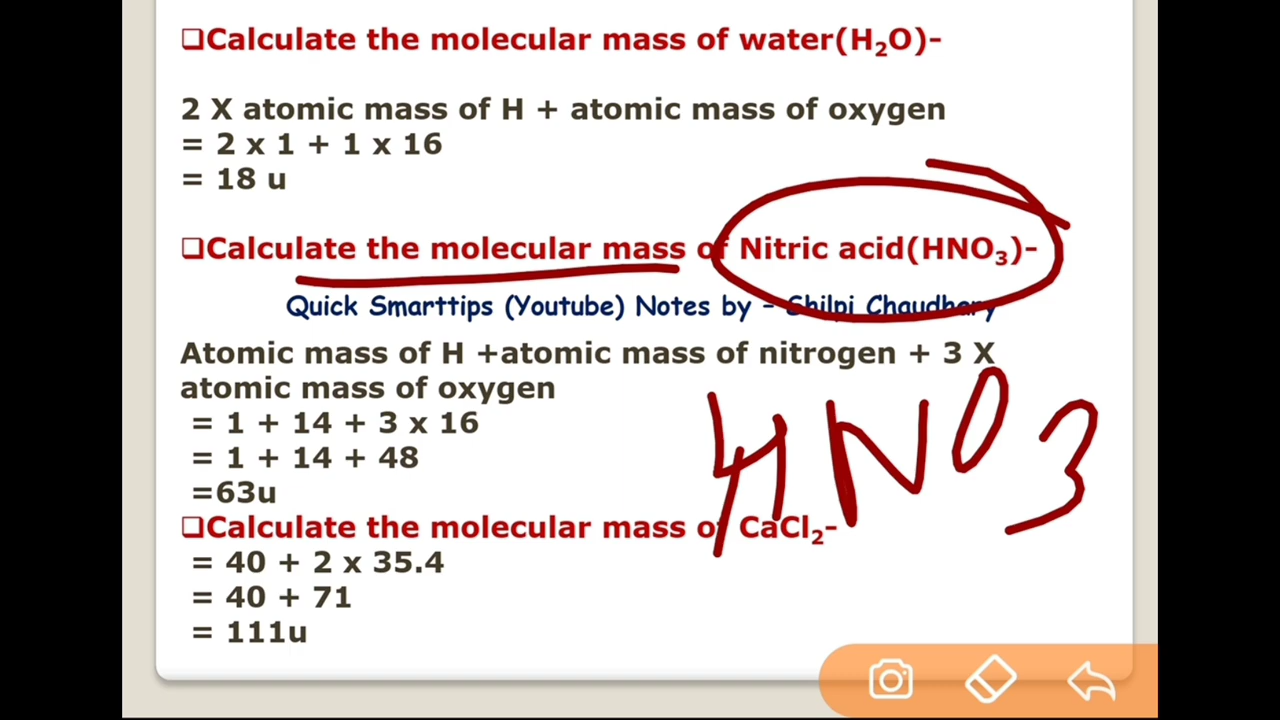 ❑Calculate the molecular mass of water(H₂O)-
2 X atomic mass of H + atomic mass of oxygen
= 2 x 1 + 1 x 16
= 18 u
❑Calculate the molecular mass of Nitric acid(HNO₃)-
Quick Smarttips (Youtube) Notes by - Shilpi Chaudhary
Atomic mass of H +atomic mass of nitrogen + 3 X
atomic mass of oxygen
= 1 + 14 + 3 x 16
= 1 + 14 + 48
=63u
HNO3
❑Calculate the molecular mass of CaCl₂-
= 40 + 2 x 35.4
= 40 + 71
= 111u